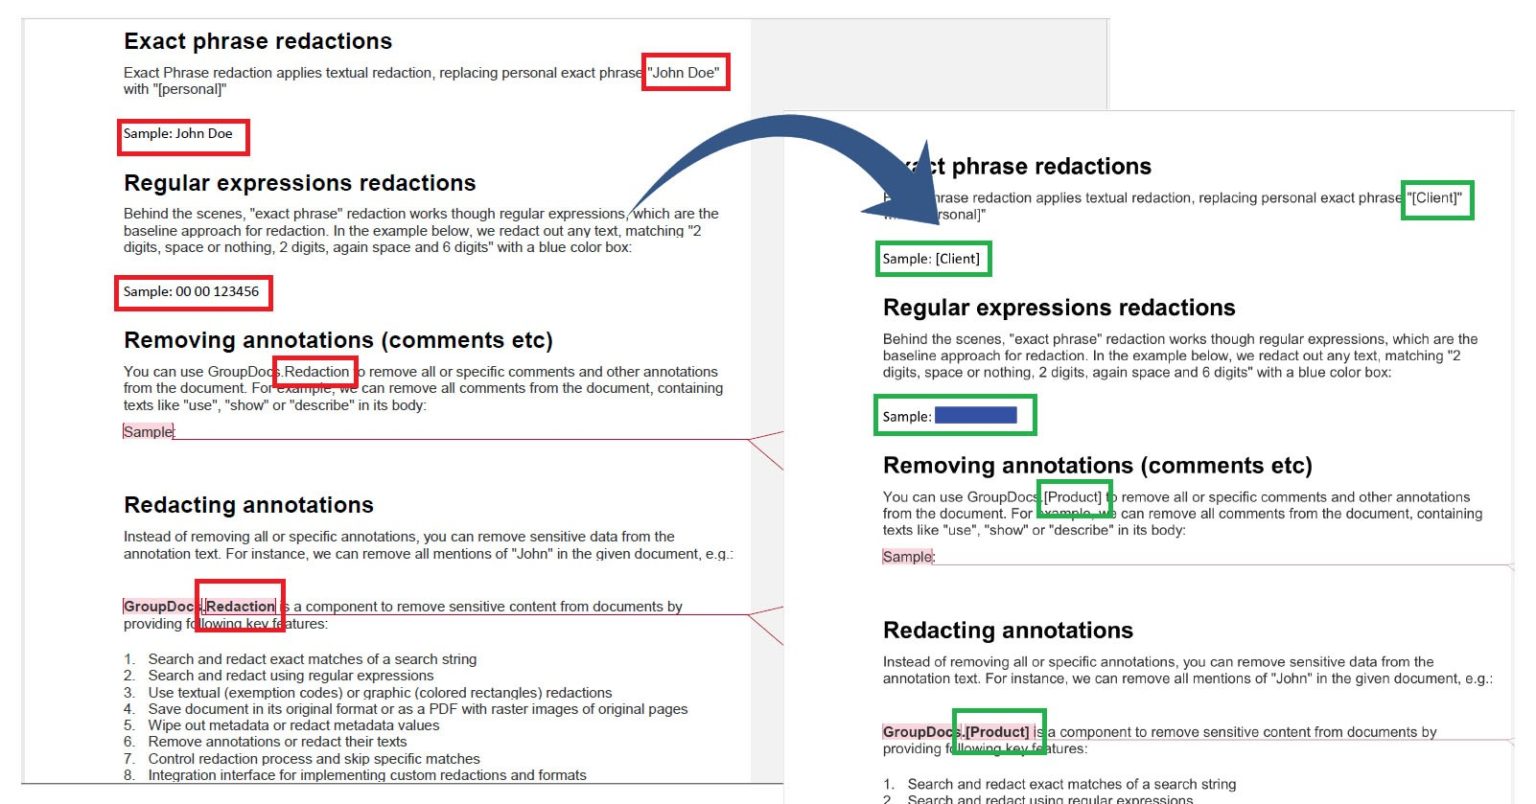 Exact phrase redactions
Exact Phrase redaction applies textual redaction, replacing personal exact phrase "John Doe"
with "[personal]"
Sample: John Doe
Regular expressions redactions
Behind the scenes, "exact phrase" redaction works though regular expressions, which are the
baseline approach for redaction. In the example below, we redact out any text, matching "2
digits, space or nothing, 2 digits, again space and 6 digits" with a blue color box:
Sample: 00 00 123456
Removing annotations (comments etc)
You can use GroupDocs.Redaction to remove all or specific comments and other annotations
from the document. For example, we can remove all comments from the document, containing
texts like "use", "show" or "describe" in its body:
Sample:
Redacting annotations
Instead of removing all or specific annotations, you can remove sensitive data from the
annotation text. For instance, we can remove all mentions of "John" in the given document, e.g.:
GroupDocs.Redaction is a component to remove sensitive content from documents by
providing following key features:
1. Search and redact exact matches of a search string
2. Search and redact using regular expressions
3. Use textual (exemption codes) or graphic (colored rectangles) redactions
4. Save document in its original format or as a PDF with raster images of original pages
5. Wipe out metadata or redact metadata values
6. Remove annotations or redact their texts
7. Control redaction process and skip specific matches
8. Integration interface for implementing custom redactions and formats
phrase redactions
redaction applies textual redaction, replacing personal exact phrase "[Client]"
Sample: [Client]
Regular expressions redactions
Behind the scenes, "exact phrase" redaction works though regular expressions, which are the
baseline approach for redaction. In the example below, we redact out any text, matching "2
digits, space or nothing, 2 digits, again space and 6 digits" with a blue color box:
Sample:
Removing annotations (comments etc)
You can use GroupDocs.[Product] to remove all or specific comments and other annotations
from the document. For example, we can remove all comments from the document, containing
texts like "use", "show" or "describe" in its body:
Sample:
Redacting annotations
Instead of removing all or specific annotations, you can remove sensitive data from the
annotation text. For instance, we can remove all mentions of "John" in the given document, e.g.:
GroupDocs.[Product] is a component to remove sensitive content from documents by
providing following key features:
1. Search and redact exact matches of a search string
2. Search and redact using regular expressions